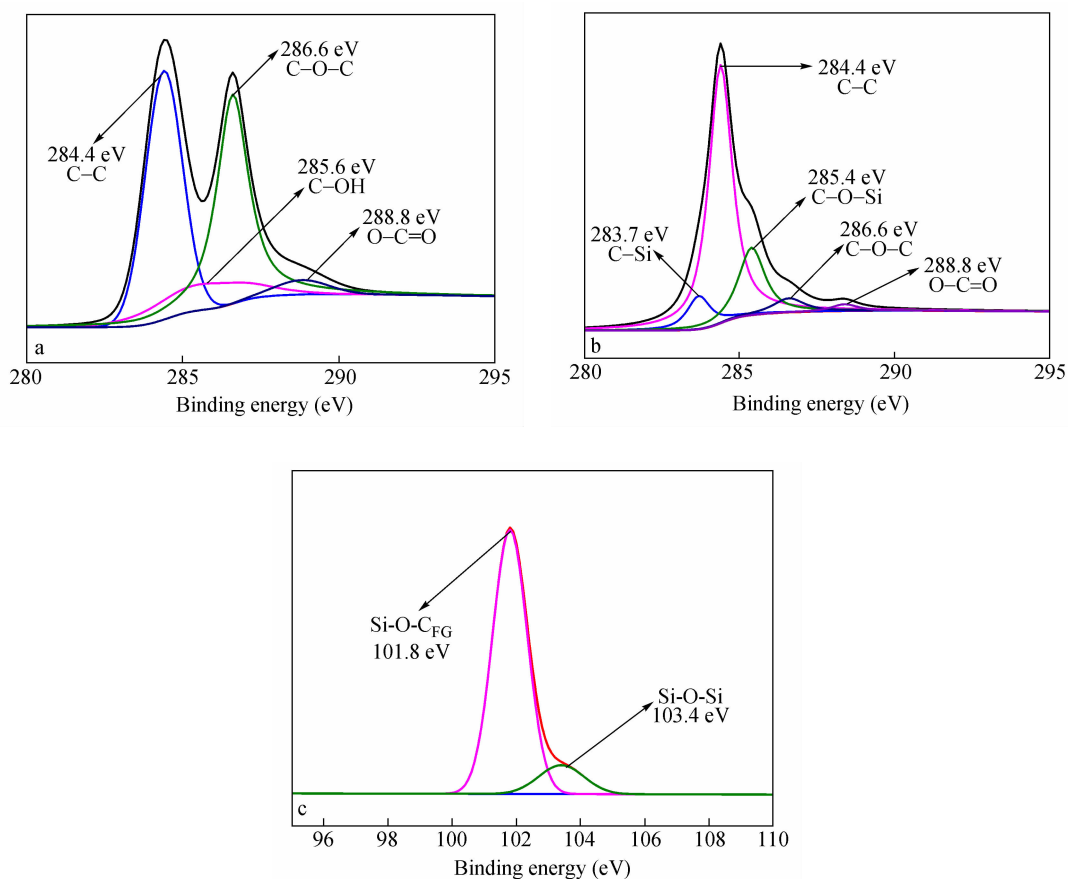 286.6 eV
C–O–C
284.4 eV
C–C
285.6 eV
C–OH
288.8 eV
O–C=O
a
280 285 290 295
Binding energy (eV)
284.4 eV
C–C
285.4 eV
C–O–Si
283.7 eV
C–Si
286.6 eV
C–O–C
288.8 eV
O–C=O
b
280 285 290 295
Binding energy (eV)
Si-O-C_FG
101.8 eV
Si-O-Si
103.4 eV
c
96 98 100 102 104 106 108 110
Binding energy (eV)